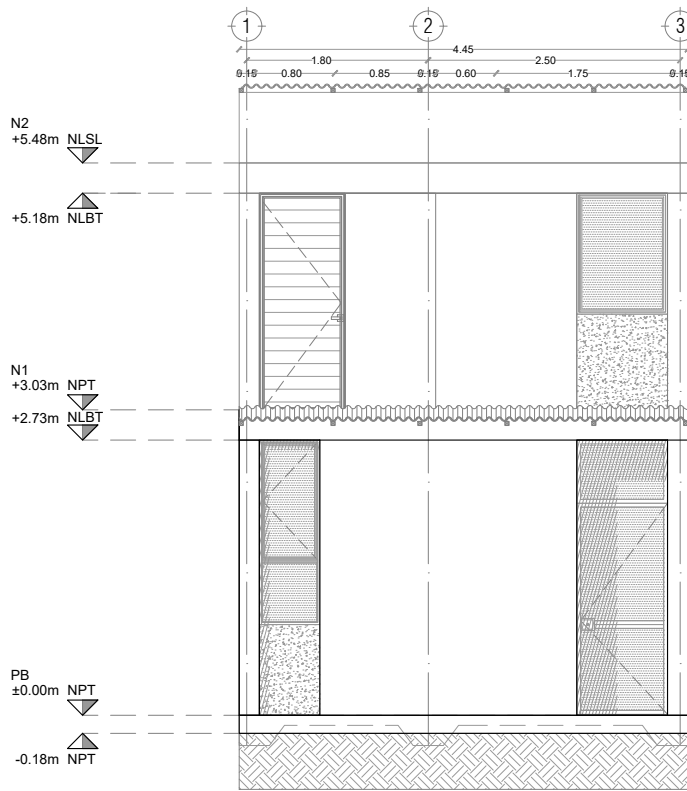 1 2 3
4.45
1.80 2.50
0.15 0.80 0.85 0.15 0.60 1.75 0.15
N2
+5.48m NLSL
+5.18m NLBT
N1
+3.03m NPT
+2.73m NLBT
PB
±0.00m NPT
-0.18m NPT